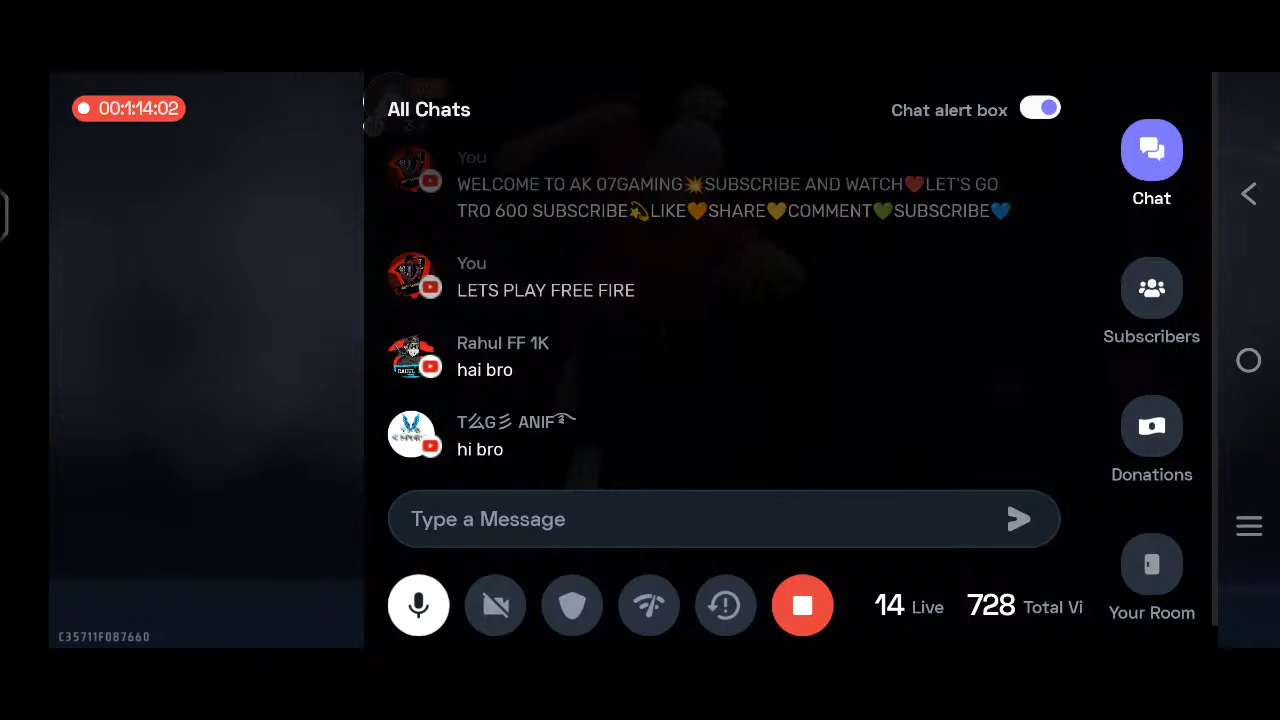 00:1:14:02
All Chats
Chat alert box
You
WELCOME TO AK 07GAMING💥SUBSCRIBE AND WATCH❤️LET'S GO
TRO 600 SUBSCRIBE💫LIKE🧡SHARE💛COMMENT💚SUBSCRIBE💙
You
LETS PLAY FREE FIRE
Rahul FF 1K
hai bro
T么G彡 ANIF
hi bro
Type a Message
14 Live
728 Total Vi
Chat
Subscribers
Donations
Your Room
C35711F087660